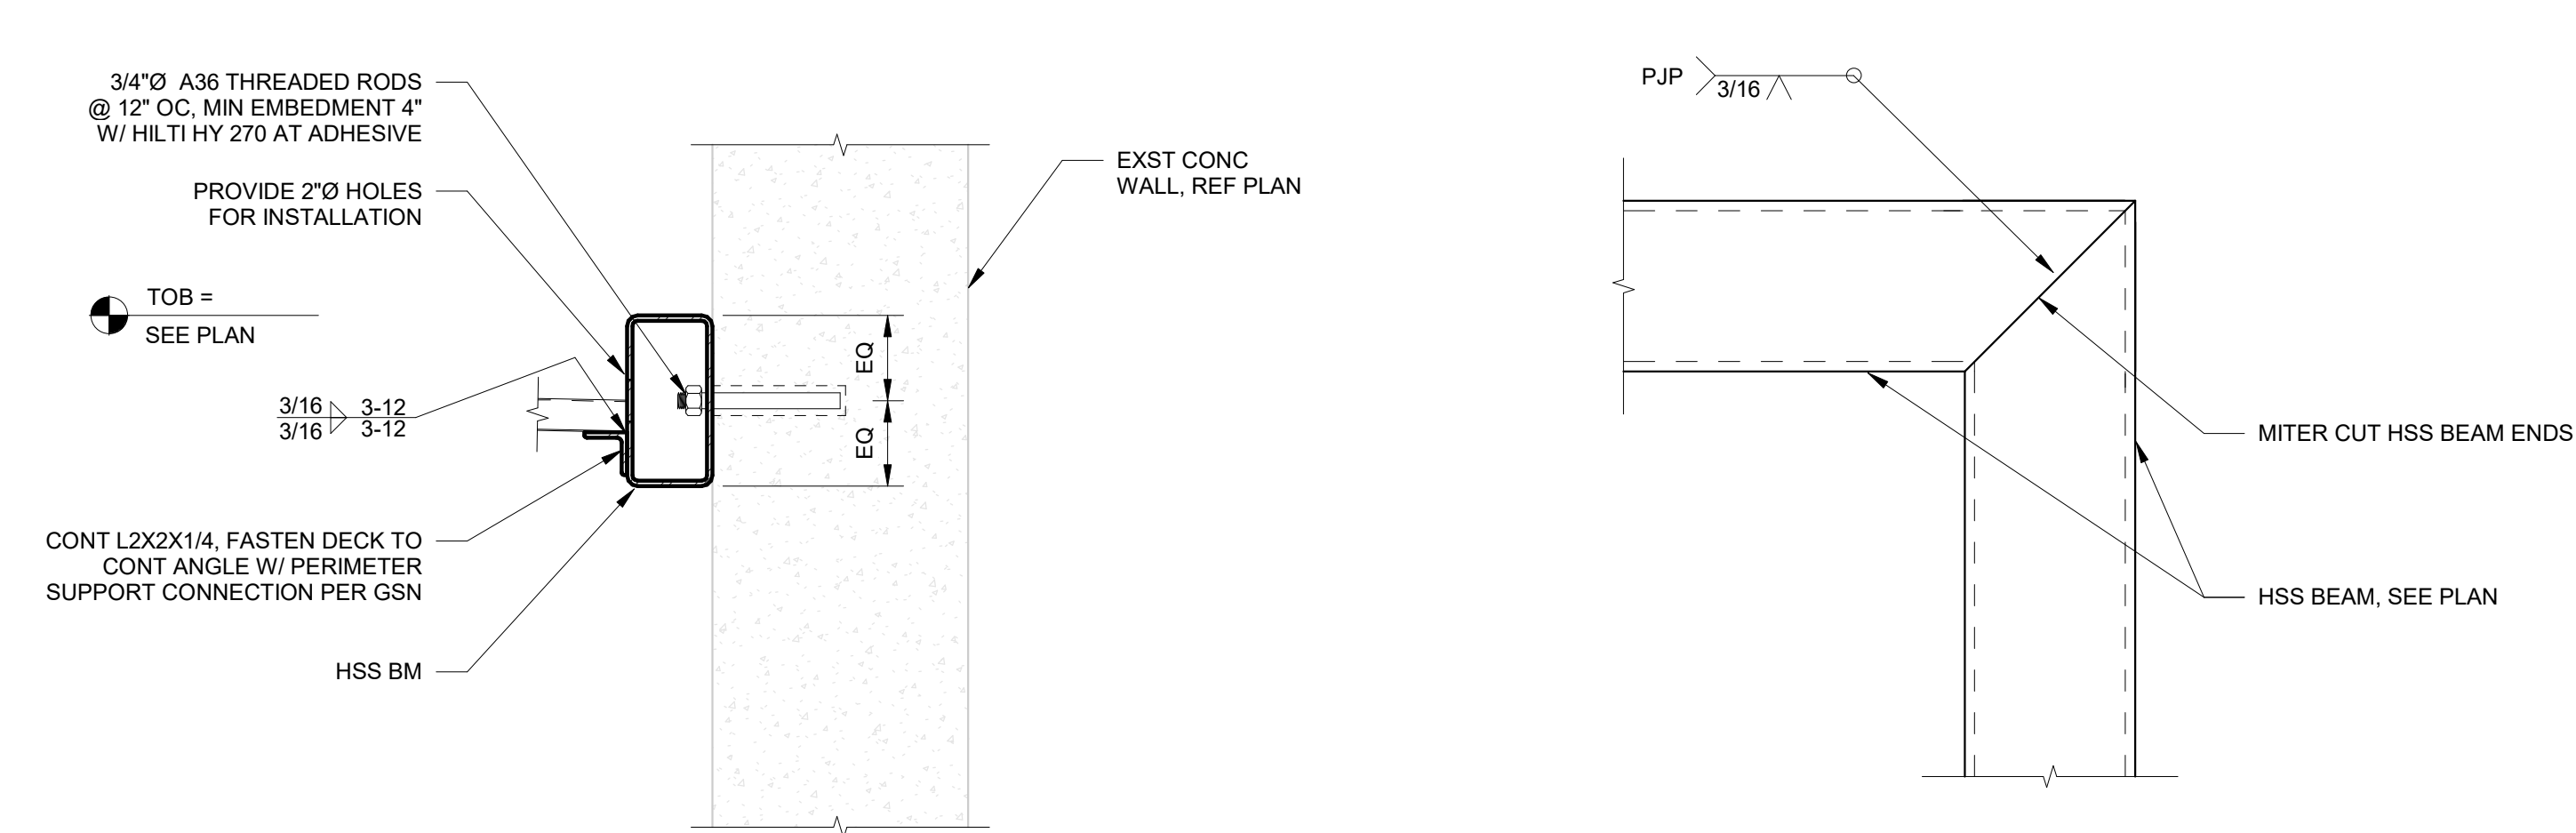 3/4"Ø A36 THREADED RODS
@ 12" OC, MIN EMBEDMENT 4"
W/ HILTI HY 270 AT ADHESIVE
PROVIDE 2"Ø HOLES
FOR INSTALLATION
TOB =
SEE PLAN
3/16 3-12
3/16 3-12
CONT L2X2X1/4, FASTEN DECK TO
CONT ANGLE W/ PERIMETER
SUPPORT CONNECTION PER GSN
HSS BM
EQ
EQ
EXST CONC
WALL, REF PLAN
PJP
3/16
MITER CUT HSS BEAM ENDS
HSS BEAM, SEE PLAN